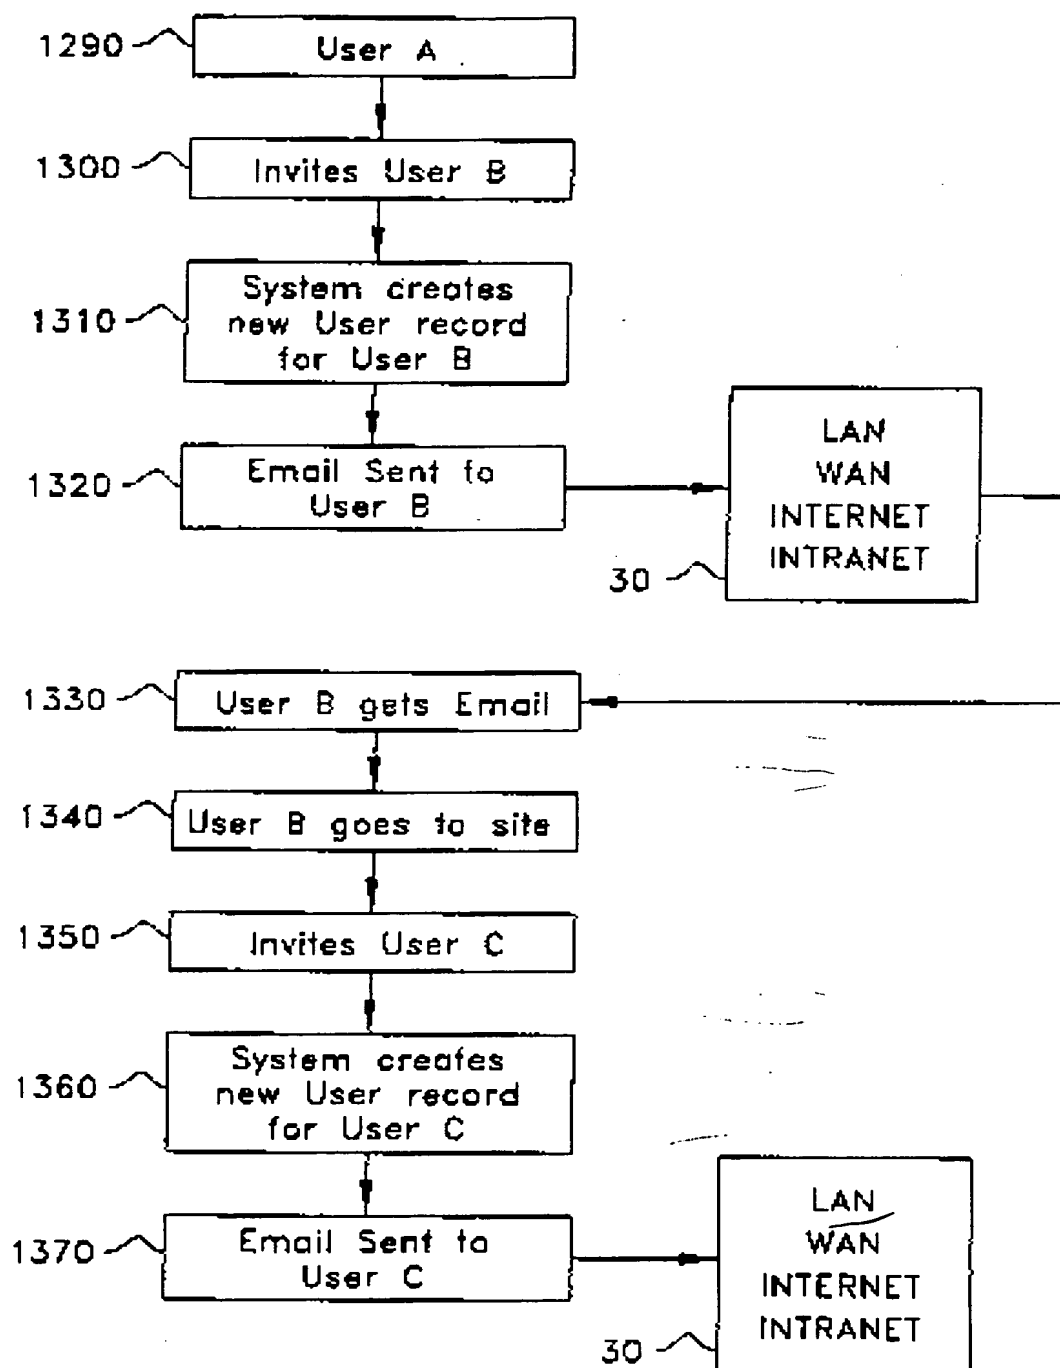 1290
User A
1300
Invites User B
1310
System creates
new User record
for User B
1320
Email Sent to
User B
LAN
WAN
INTERNET
INTRANET
30
1330
User B gets Email
1340
User B goes to site
1350
Invites User C
1360
System creates
new User record
for User C
1370
Email Sent to
User C
LAN
WAN
INTERNET
INTRANET
30